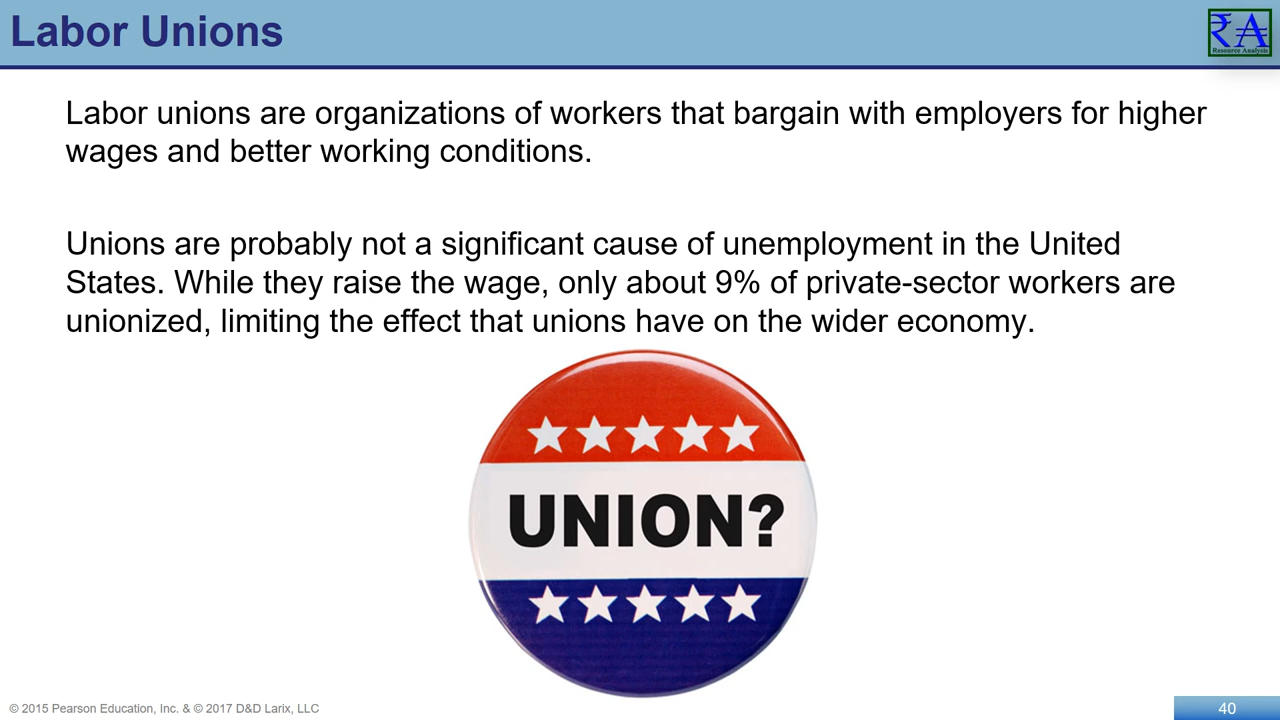 Labor Unions
Resource Analysis
Labor unions are organizations of workers that bargain with employers for higher
wages and better working conditions.
Unions are probably not a significant cause of unemployment in the United
States. While they raise the wage, only about 9% of private-sector workers are
unionized, limiting the effect that unions have on the wider economy.
UNION?
© 2015 Pearson Education, Inc. & © 2017 D&D Larix, LLC
40